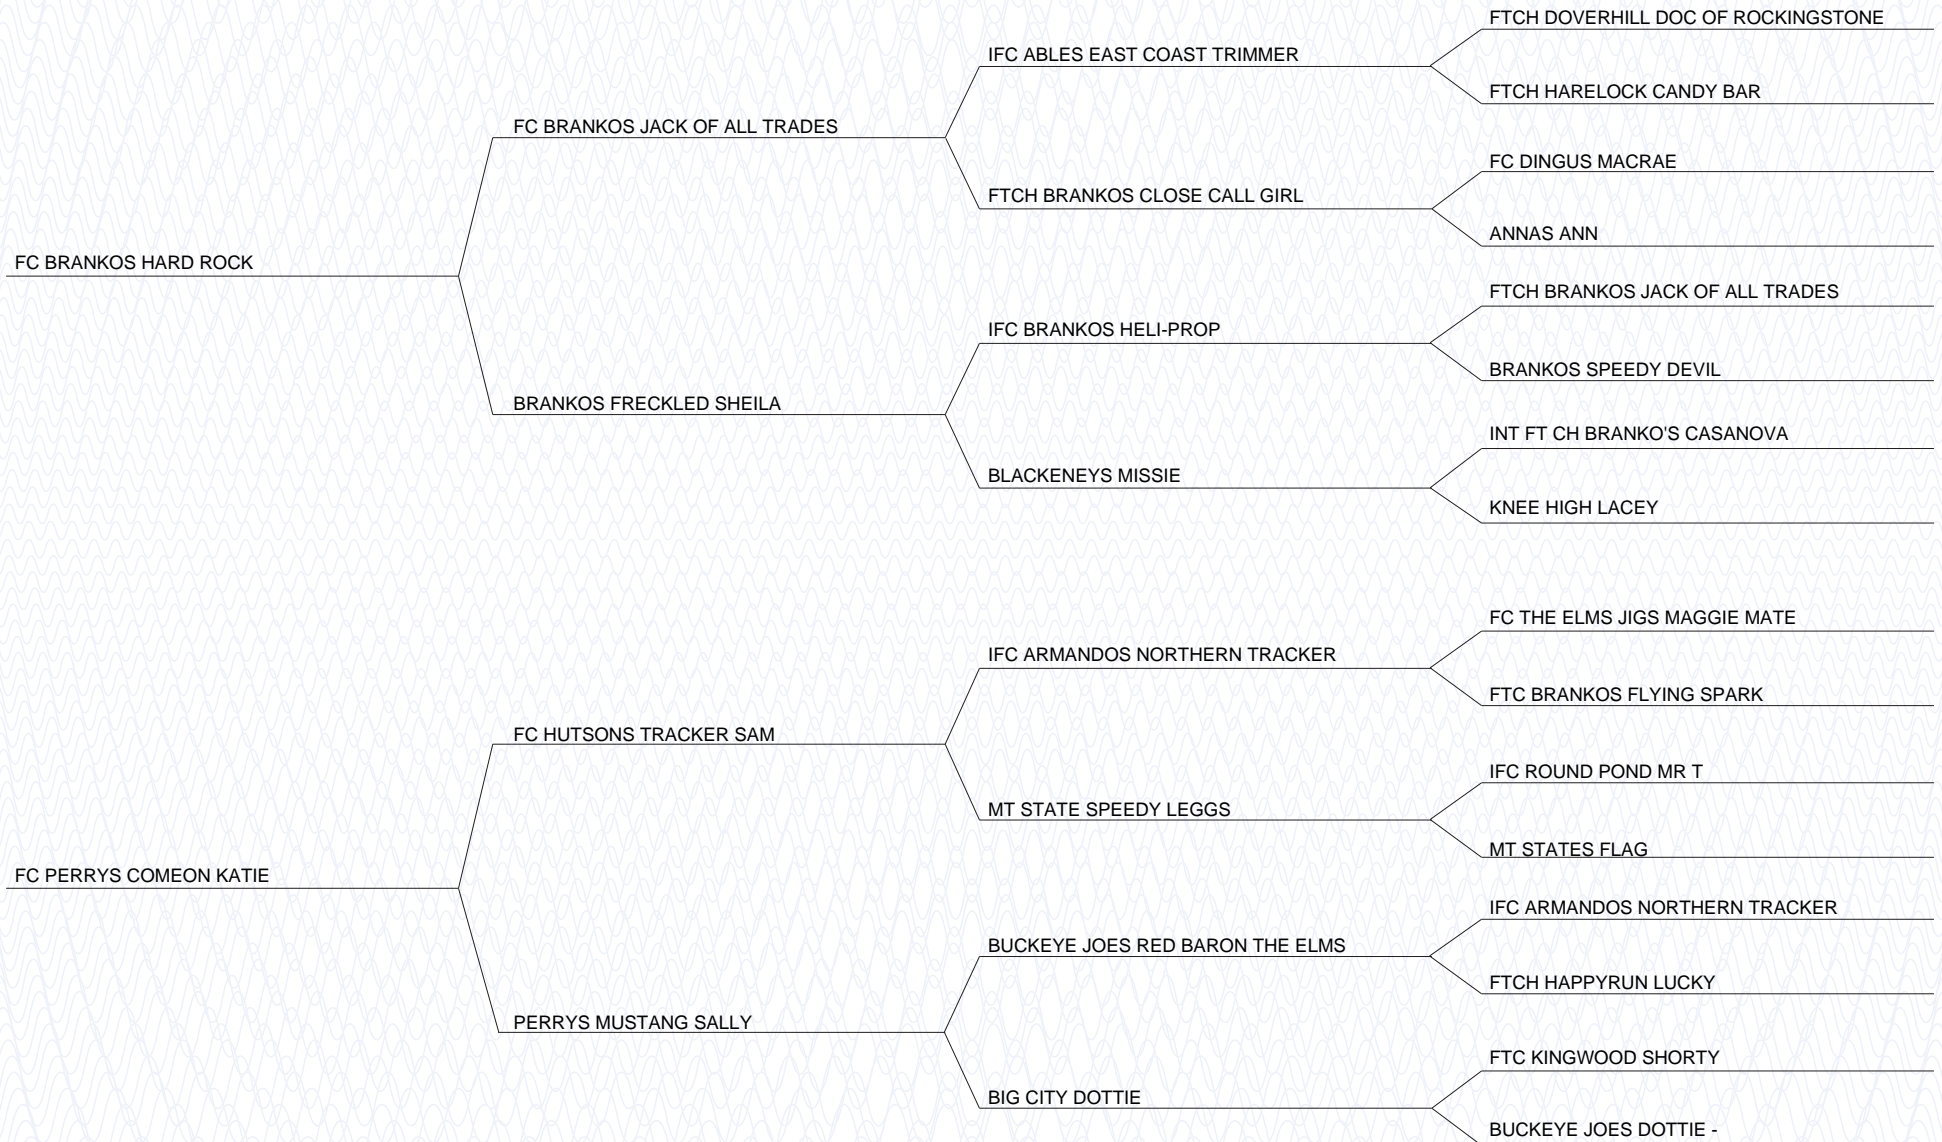 FTCH DOVERHILL DOC OF ROCKINGSTONE
IFC ABLES EAST COAST TRIMMER
FTCH HARELOCK CANDY BAR
FC BRANKOS JACK OF ALL TRADES
FC DINGUS MACRAE
FTCH BRANKOS CLOSE CALL GIRL
ANNAS ANN
FC BRANKOS HARD ROCK
FTCH BRANKOS JACK OF ALL TRADES
IFC BRANKOS HELI-PROP
BRANKOS SPEEDY DEVIL
BRANKOS FRECKLED SHEILA
INT FT CH BRANKO'S CASANOVA
BLACKENEYS MISSIE
KNEE HIGH LACEY
FC THE ELMS JIGS MAGGIE MATE
IFC ARMANDOS NORTHERN TRACKER
FTC BRANKOS FLYING SPARK
FC HUTSONS TRACKER SAM
IFC ROUND POND MR T
MT STATE SPEEDY LEGGS
MT STATES FLAG
FC PERRYS COMEON KATIE
IFC ARMANDOS NORTHERN TRACKER
BUCKEYE JOES RED BARON THE ELMS
FTCH HAPPYRUN LUCKY
PERRYS MUSTANG SALLY
FTC KINGWOOD SHORTY
BIG CITY DOTTIE
BUCKEYE JOES DOTTIE -